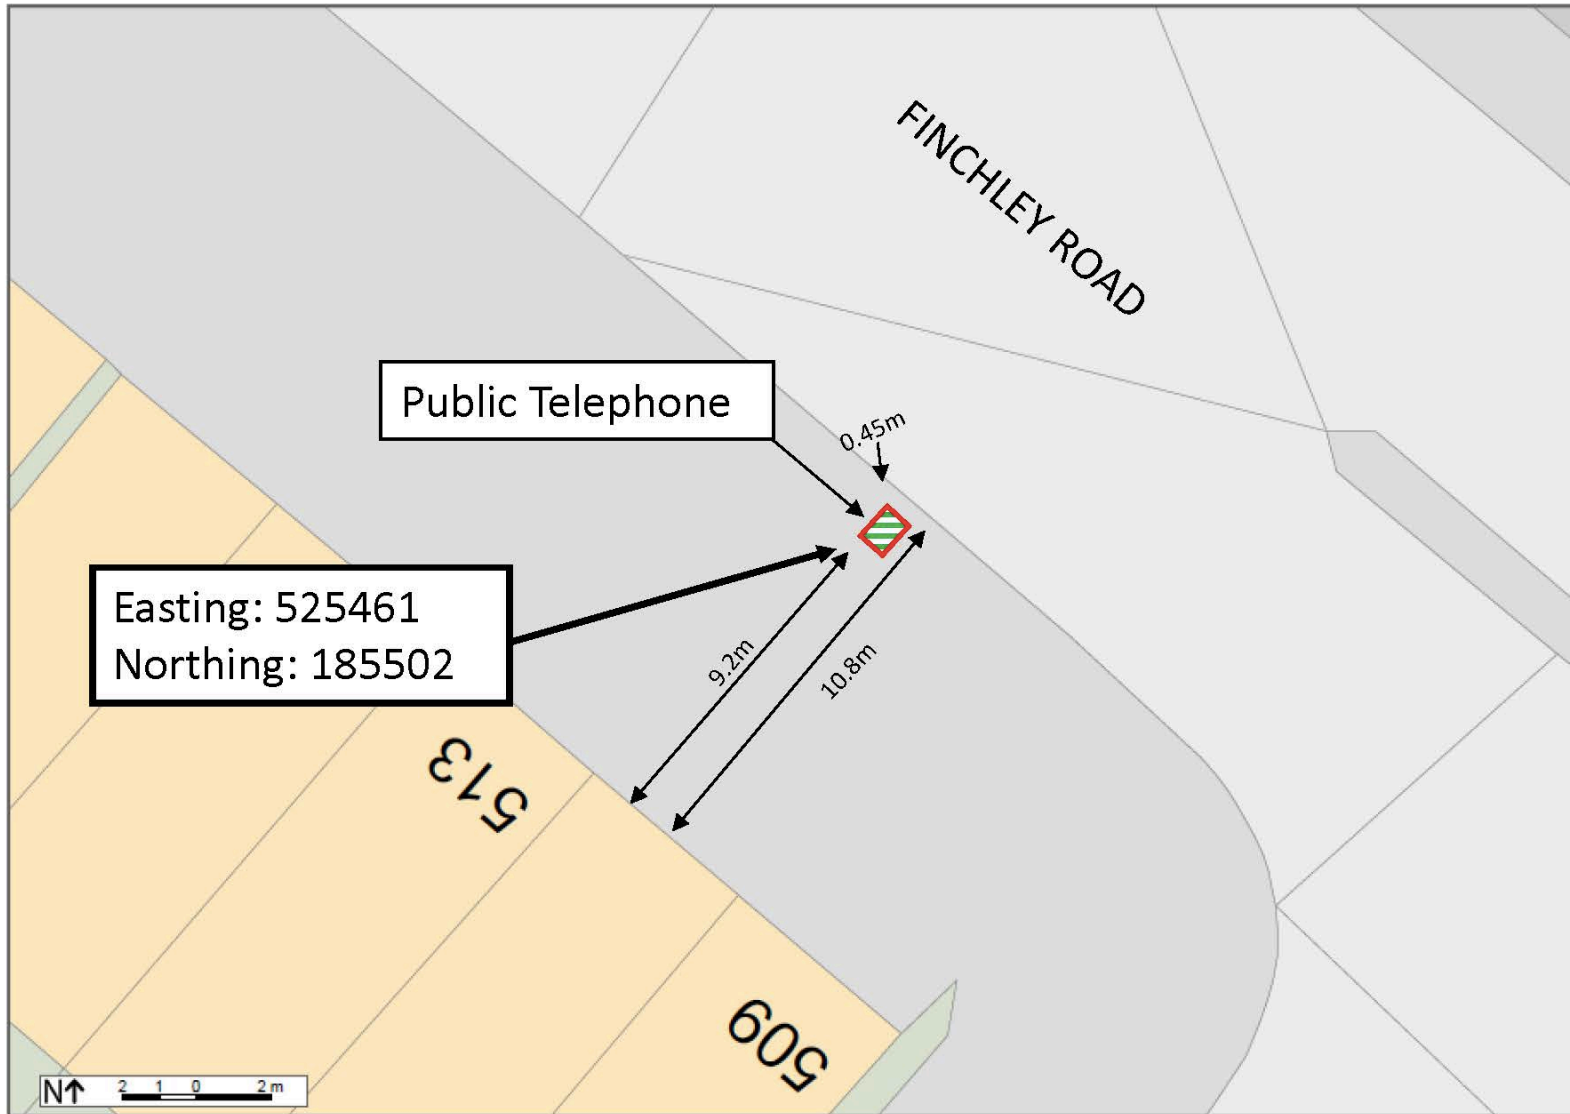 FINCHLEY ROAD
Public Telephone
0.45m
Easting: 525461
Northing: 185502
9.2m
10.8m
513
509
N
2 1 0 2 m